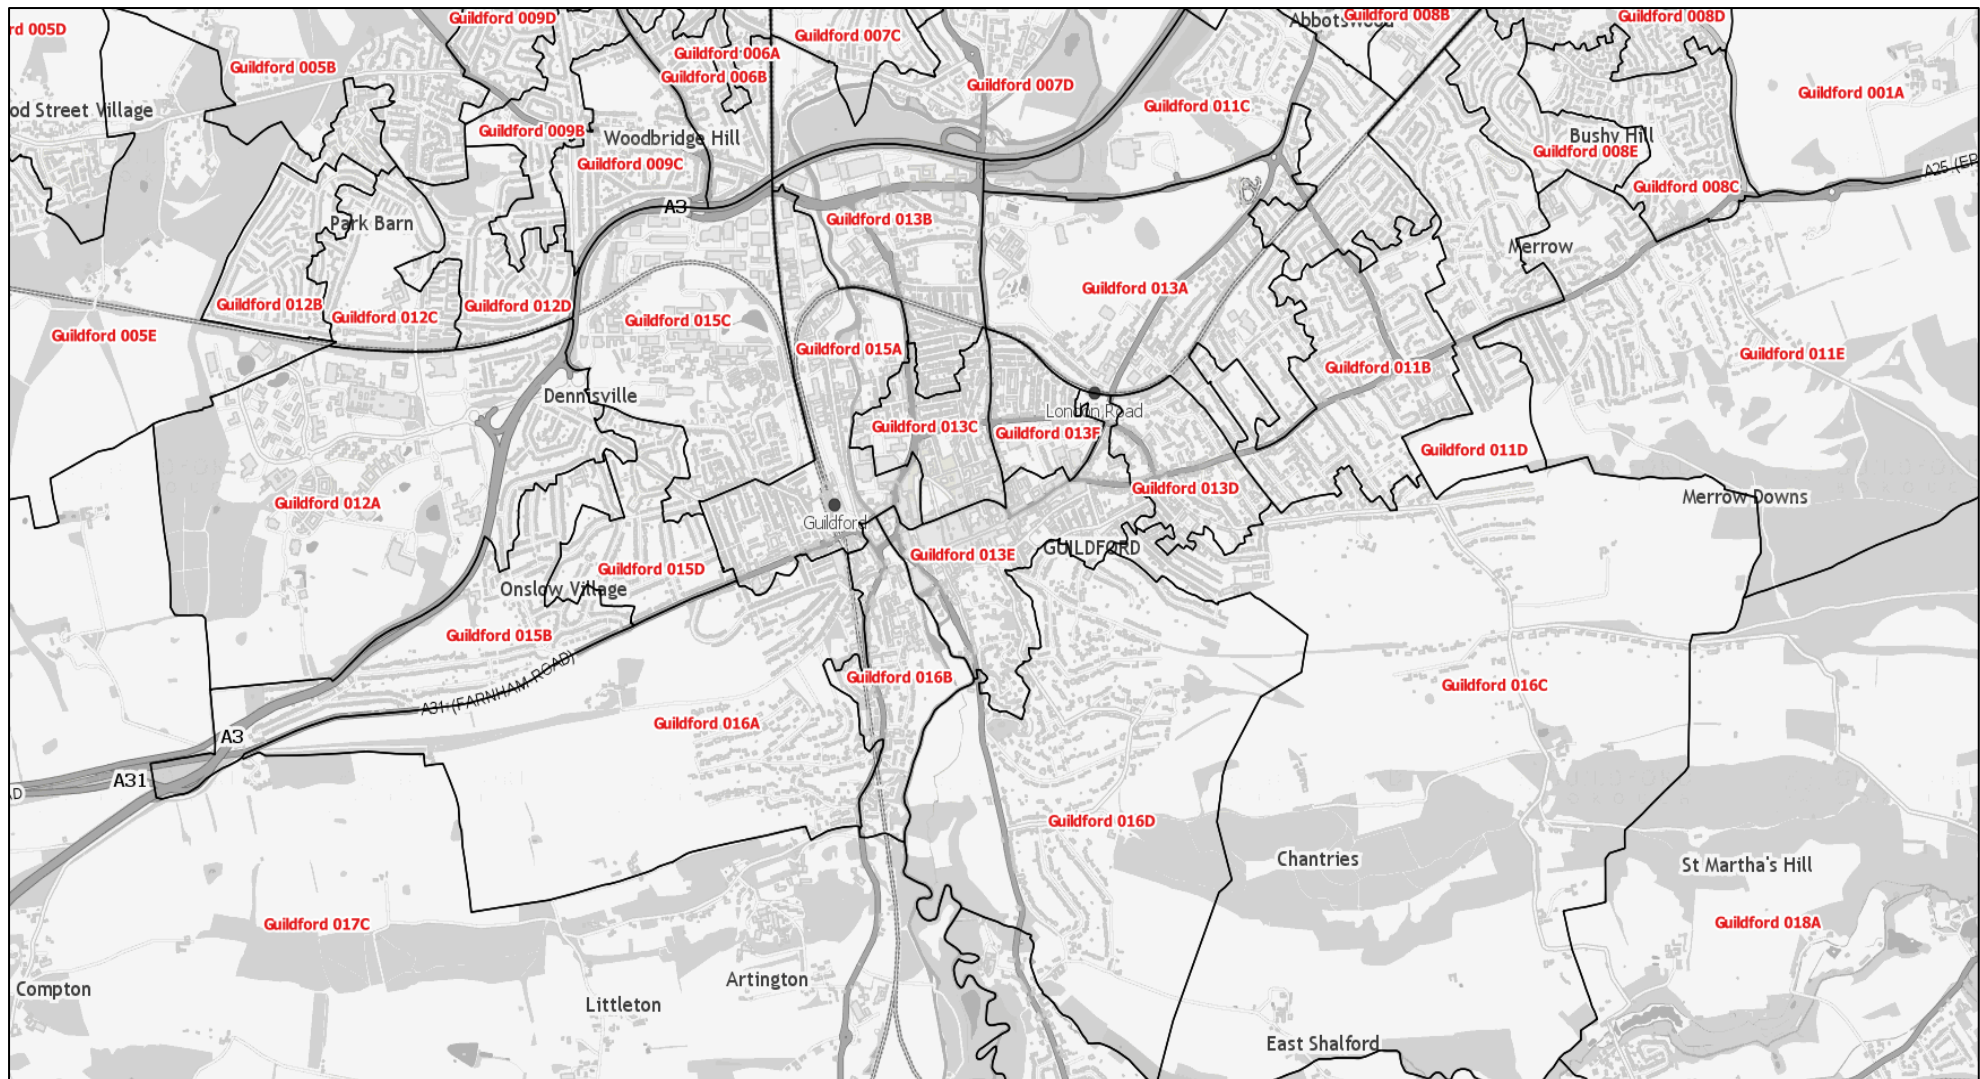 Guildford 009D
Guildford 008B
Guildford 008D
Abbotswood
rd 005D
Guildford 007C
Guildford 006A
Guildford 005B
Guildford 006B
Guildford 007D
Guildford 001A
Guildford 011C
od Street Village
Guildford 009B
Woodbridge Hill
Bushy Hill
Guildford 008E
Guildford 009C
A25 (EP
Guildford 008C
A3
Park Barn
Guildford 013B
Merrow
Guildford 013A
Guildford 012B
Guildford 012C
Guildford 012D
Guildford 015C
Guildford 005E
Guildford 015A
Guildford 011E
Guildford 011B
Dennisville
London Road
Guildford 013C
Guildford 013F
Guildford 011D
Guildford 013D
Merrow Downs
Guildford 012A
Guildford
GUILDFORD
Guildford 013E
Guildford 015D
Onslow Village
Guildford 015B
Guildford 016B
Guildford 016C
A31 (FARNHAM ROAD)
Guildford 016A
A3
A31
D
Guildford 016D
Chantries
St Martha's Hill
Guildford 017C
Guildford 018A
Artington
Compton
Littleton
East Shalford